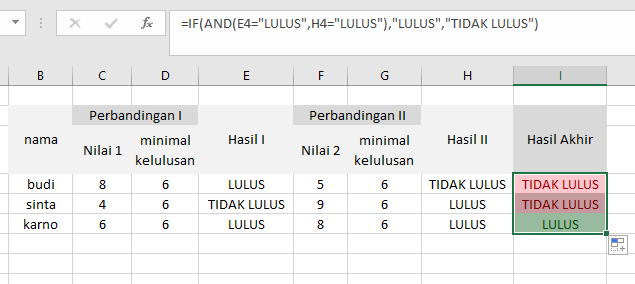 fx =IF(AND(E4="LULUS",H4="LULUS"),"LULUS","TIDAK LULUS")
B C D E F G H I
nama Perbandingan I Hasil I Perbandingan II Hasil II Hasil Akhir
Nilai 1 minimal kelulusan Nilai 2 minimal kelulusan
budi 8 6 LULUS 5 6 TIDAK LULUS TIDAK LULUS
sinta 4 6 TIDAK LULUS 9 6 LULUS TIDAK LULUS
karno 6 6 LULUS 8 6 LULUS LULUS